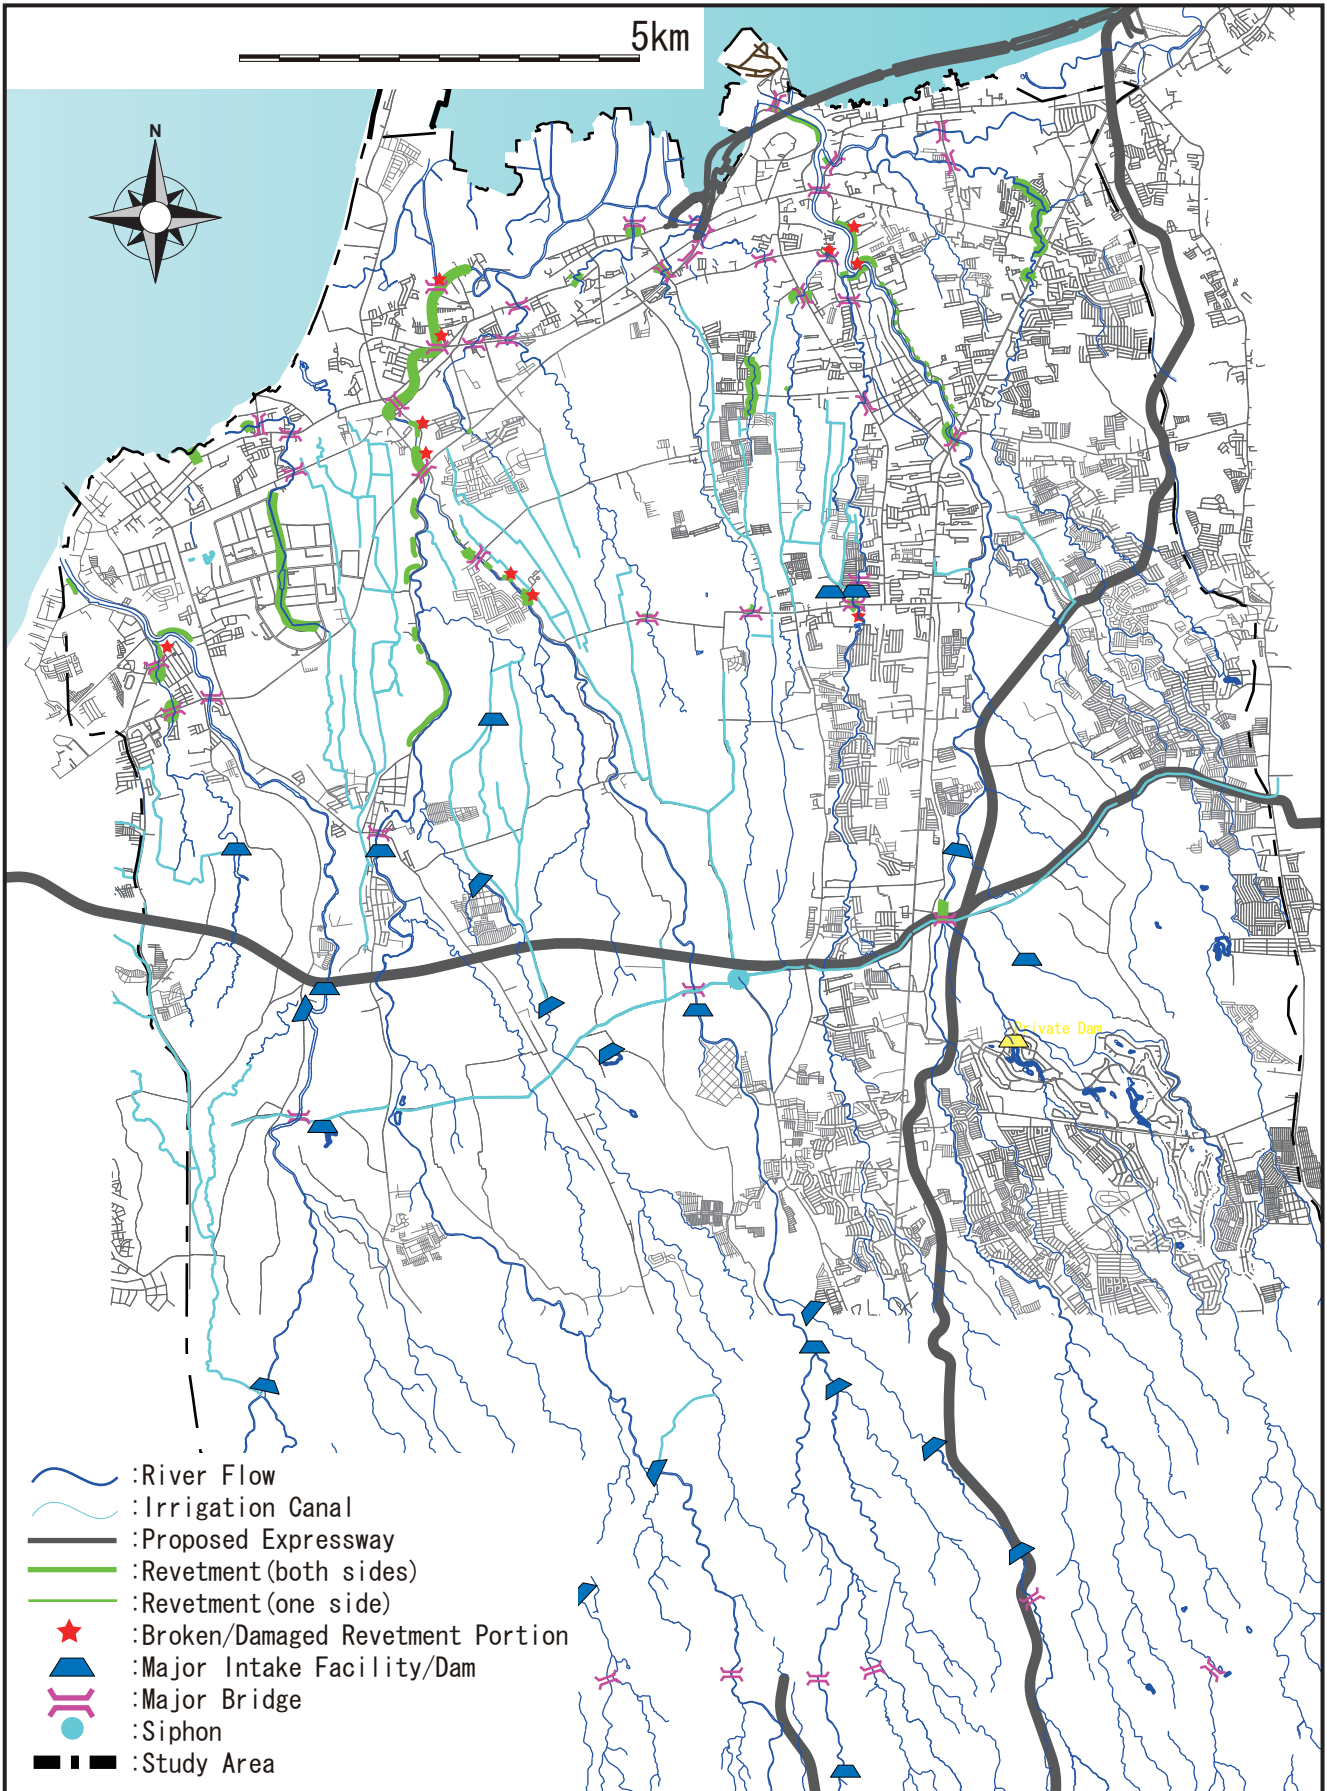 5km
N
Private Dam
:River Flow
:Irrigation Canal
:Proposed Expressway
:Revetment(both sides)
:Revetment(one side)
:Broken/Damaged Revetment Portion
:Major Intake Facility/Dam
:Major Bridge
:Siphon
:Study Area